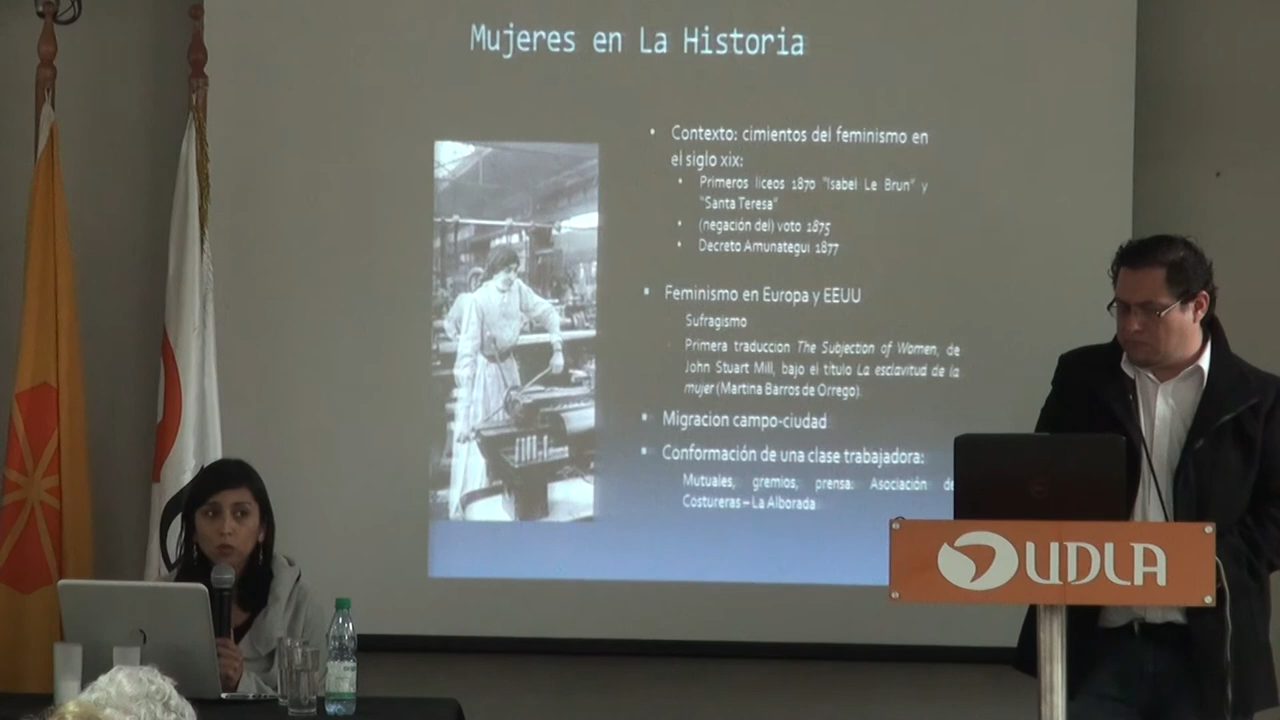 Mujeres en La Historia
• Contexto: cimientos del feminismo en
el siglo xix:
• Primeros liceos 1870 "Isabel Le Brun" y
"Santa Teresa"
• (negación del) voto 1875
• Decreto Amunategui 1877
• Feminismo en Europa y EEUU
Sufragismo
Primera traduccion The Subjection of Women, de
John Stuart Mill, bajo el título La esclavitud de la
mujer (Martina Barros de Orrego).
• Migracion campo-ciudad
• Conformación de una clase trabajadora:
Mutuales, gremios, prensa: Asociación de
Costureras – La Alborada
UDLA